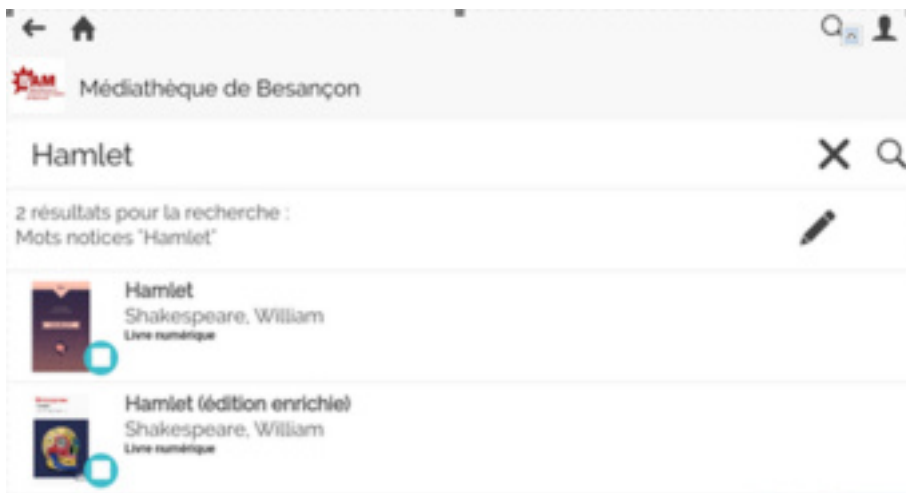 Médiathèque de Besançon
Hamlet
2 résultats pour la recherche :
Mots notices "Hamlet"
Hamlet
Shakespeare, William
Livre numérique
Hamlet (édition enrichie)
Shakespeare, William
Livre numérique